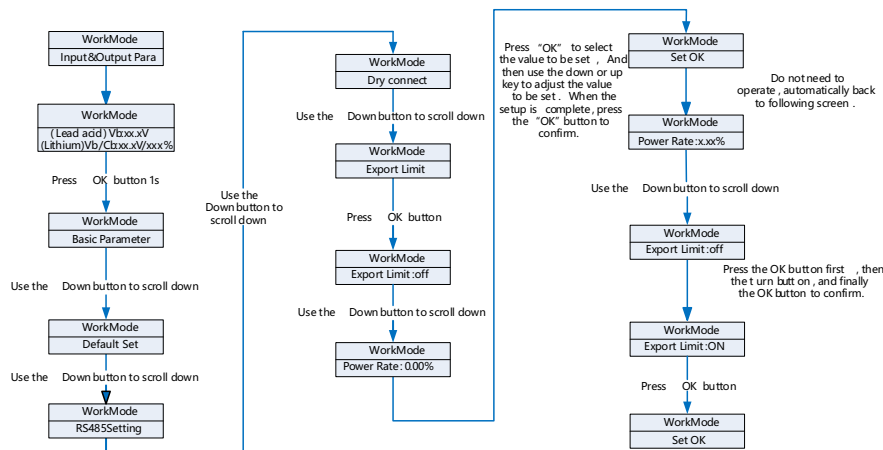 WorkMode
Input&Output Para
WorkMode
(Lead acid) Vb:xx.xV
(Lithium)Vb/Cb:xx.xV/xxx%
Press OK button 1s
WorkMode
Basic Parameter
Use the Down button to scroll down
WorkMode
Default Set
Use the Down button to scroll down
WorkMode
RS485Setting
Use the
Down button to
scroll down
WorkMode
Dry connect
Use the Down button to scroll down
WorkMode
Export Limit
Press OK button
WorkMode
Export Limit:off
Use the Down button to scroll down
WorkMode
Power Rate: 0.00%
Press "OK" to select
the value to be set, And
then use the down or up
key to adjust the value
to be set. When the
setup is complete, press
the "OK" button to
confirm.
WorkMode
Set OK
Do not need to
operate, automatically back
to following screen.
WorkMode
Power Rate:x.xx%
Use the Down button to scroll down
WorkMode
Export Limit:off
Press the OK button first , then
the turn button, and finally
the OK button to confirm.
WorkMode
Export Limit:ON
Press OK button
WorkMode
Set OK